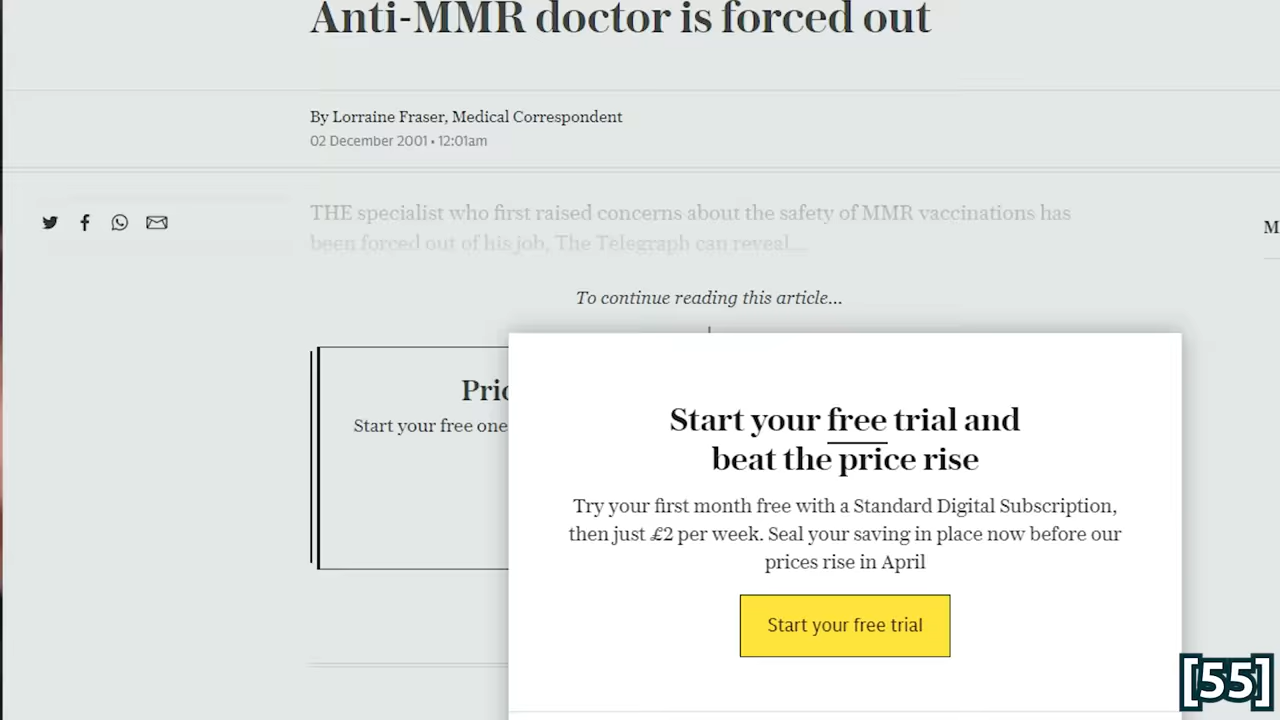 Anti-MMR doctor is forced out
By Lorraine Fraser, Medical Correspondent
02 December 2001 • 12:01am
THE specialist who first raised concerns about the safety of MMR vaccinations has
been forced out of his job, The Telegraph can reveal...
To continue reading this article...
Start your free one
Start your free trial and
beat the price rise
Try your first month free with a Standard Digital Subscription,
then just £2 per week. Seal your saving in place now before our
prices rise in April
Start your free trial
[55]